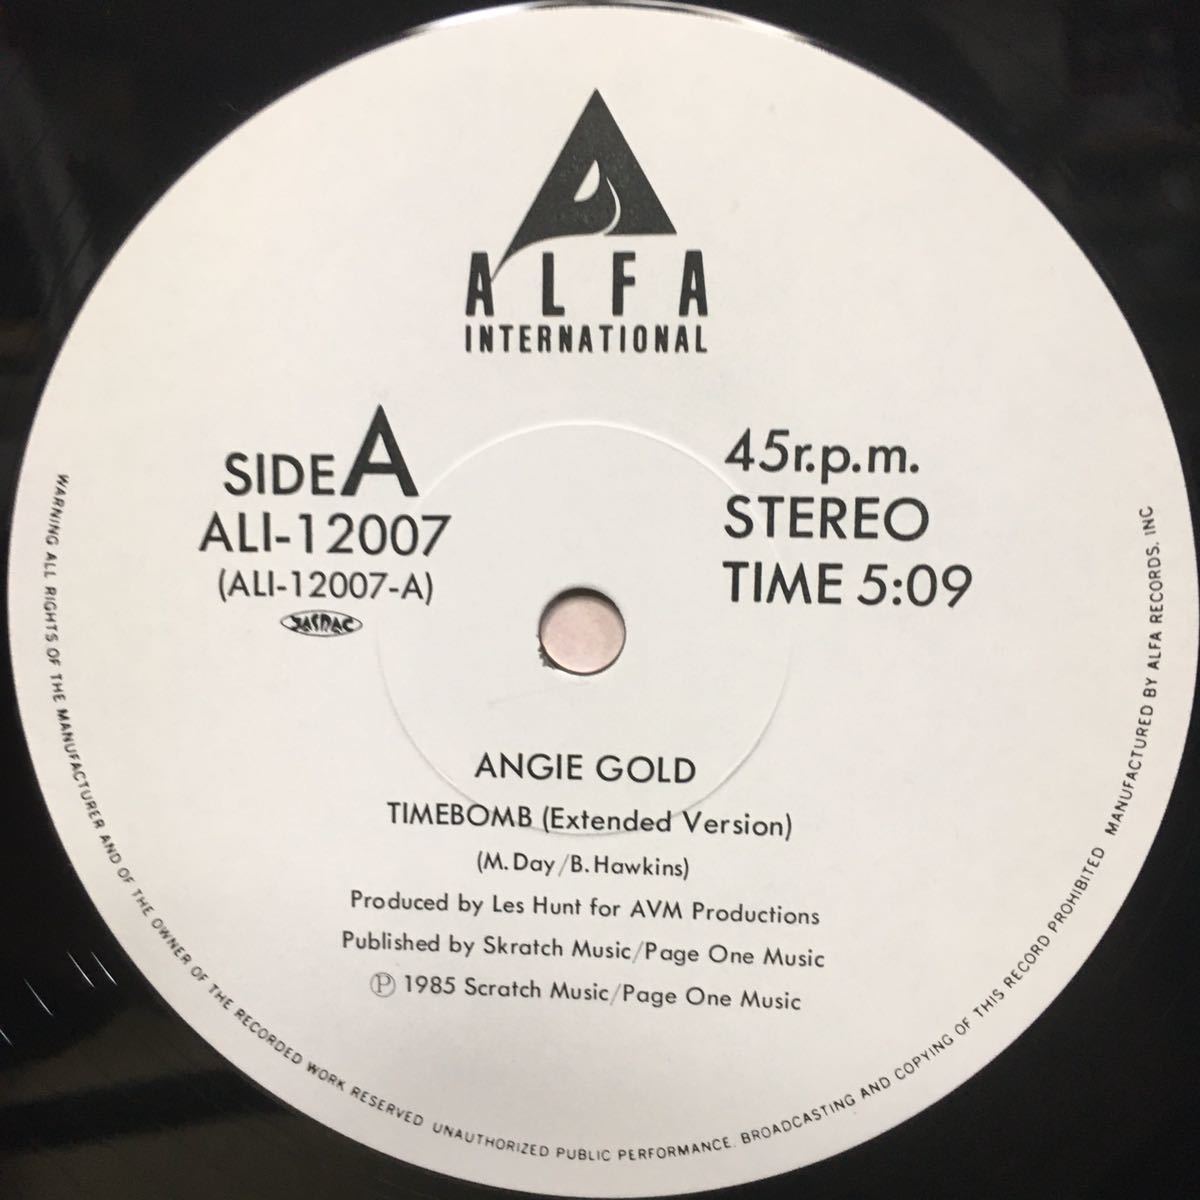 ALFA
INTERNATIONAL
SIDE A
ALI-12007
(ALI-12007-A)
JASRAC
45r.p.m.
STEREO
TIME 5:09
ANGIE GOLD
TIMEBOMB (Extended Version)
(M. Day/B. Hawkins)
Produced by Les Hunt for AVM Productions
Published by Skratch Music/Page One Music
Ⓟ 1985 Scratch Music/Page One Music
WARNING ALL RIGHTS OF THE MANUFACTURER AND OF THE OWNER OF THE RECORDED WORK RESERVED UNAUTHORIZED PUBLIC PERFORMANCE. BROADCASTING AND COPYING OF THIS RECORD PROHIBITED MANUFACTURED BY ALFA RECORDS. INC